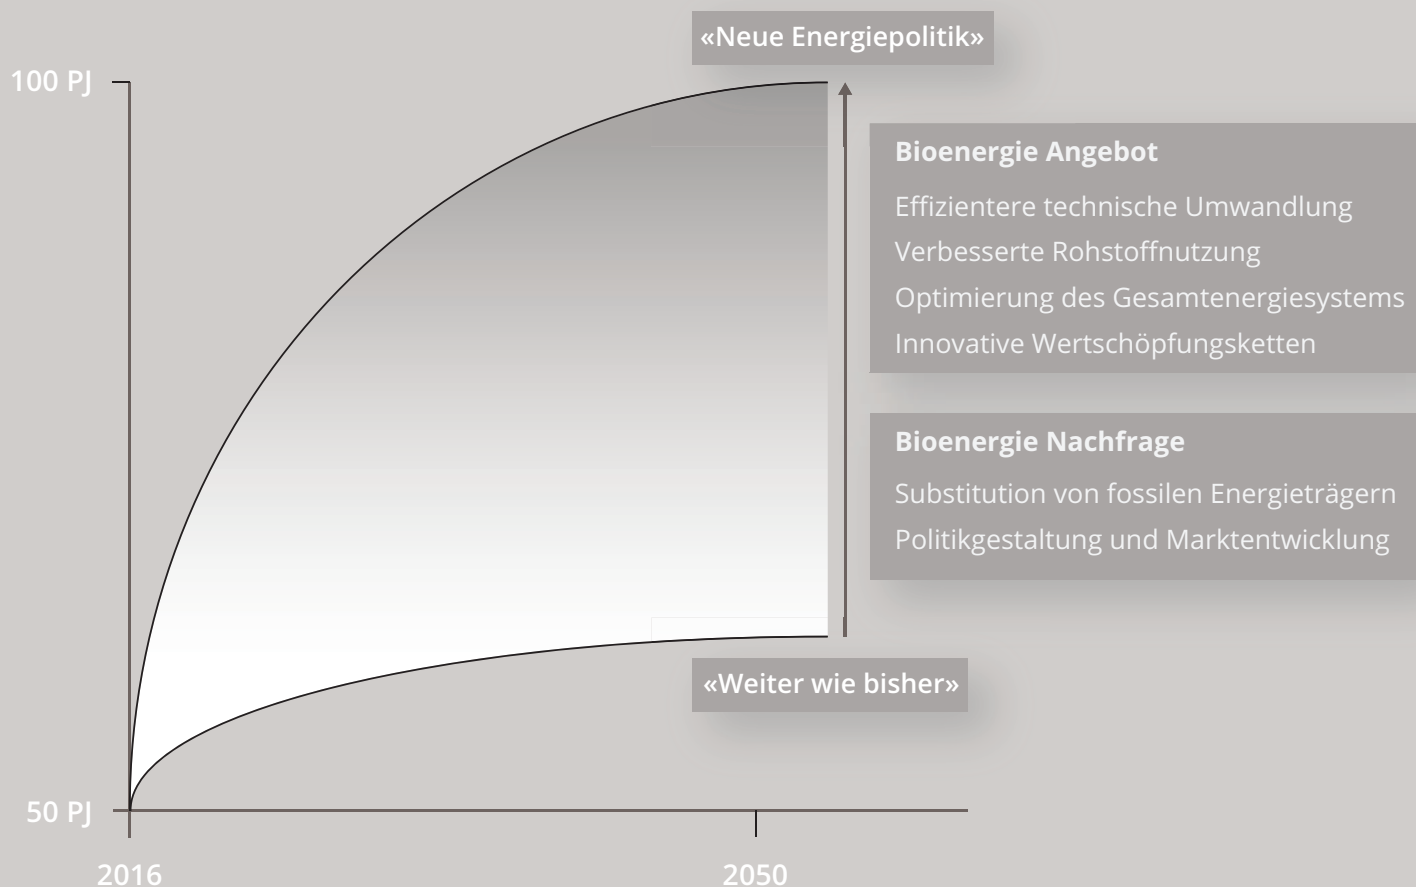 «Neue Energiepolitik»
100 PJ
Bioenergie Angebot
Effizientere technische Umwandlung
Verbesserte Rohstoffnutzung
Optimierung des Gesamtenergiesystems
Innovative Wertschöpfungsketten
Bioenergie Nachfrage
Substitution von fossilen Energieträgern
Politikgestaltung und Marktentwicklung
«Weiter wie bisher»
50 PJ
2016
2050